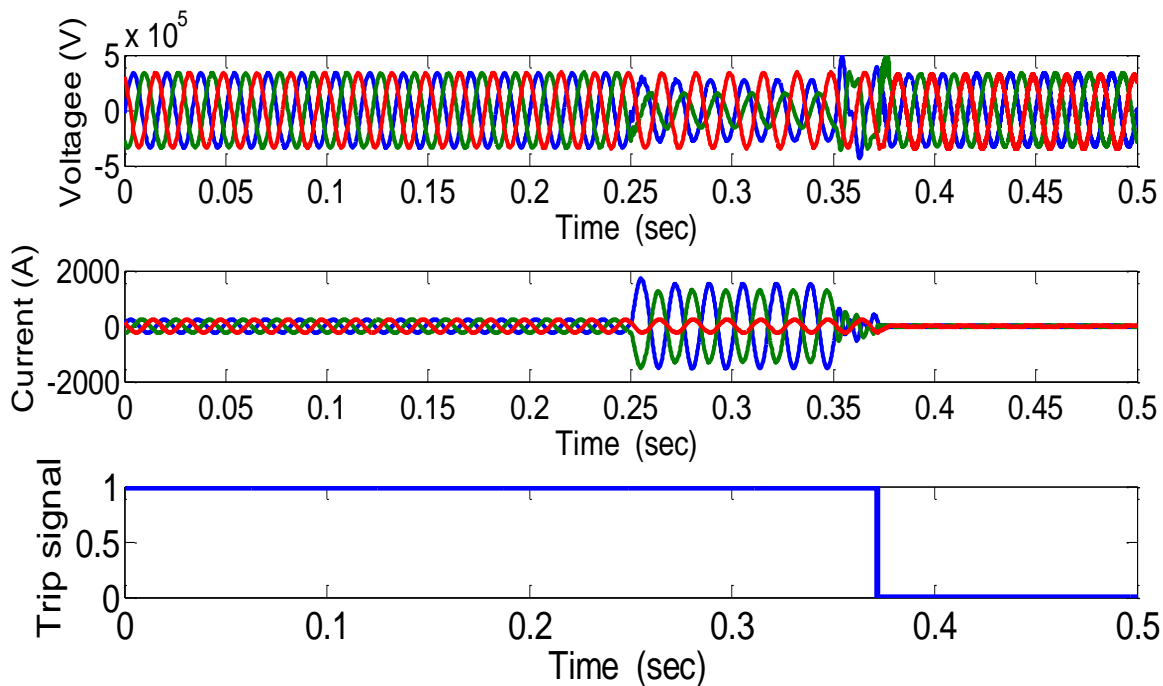 x 10⁵
Voltagee (V)
5
0
-5
0 0.05 0.1 0.15 0.2 0.25 0.3 0.35 0.4 0.45 0.5
Time (sec)
Current (A)
2000
0
-2000
0 0.05 0.1 0.15 0.2 0.25 0.3 0.35 0.4 0.45 0.5
Time (sec)
Trip signal
1
0.5
0
0 0.1 0.2 0.3 0.4 0.5
Time (sec)